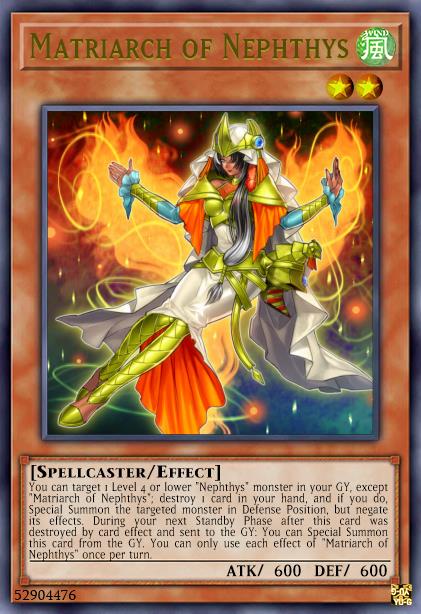 Matriarch of Nephthys
WIND
風
[Spellcaster/Effect]
You can target 1 Level 4 or lower "Nephthys" monster in your GY, except
"Matriarch of Nephthys"; destroy 1 card in your hand, and if you do,
Special Summon the targeted monster in Defense Position, but negate
its effects. During your next Standby Phase after this card was
destroyed by card effect and sent to the GY: You can Special Summon
this card from the GY. You can only use each effect of "Matriarch of
Nephthys" once per turn.
ATK/ 600 DEF/ 600
52904476